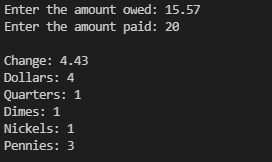 Enter the amount owed: 15.57
Enter the amount paid: 20
Change: 4.43
Dollars: 4
Quarters: 1
Dimes: 1
Nickels: 1
Pennies: 3